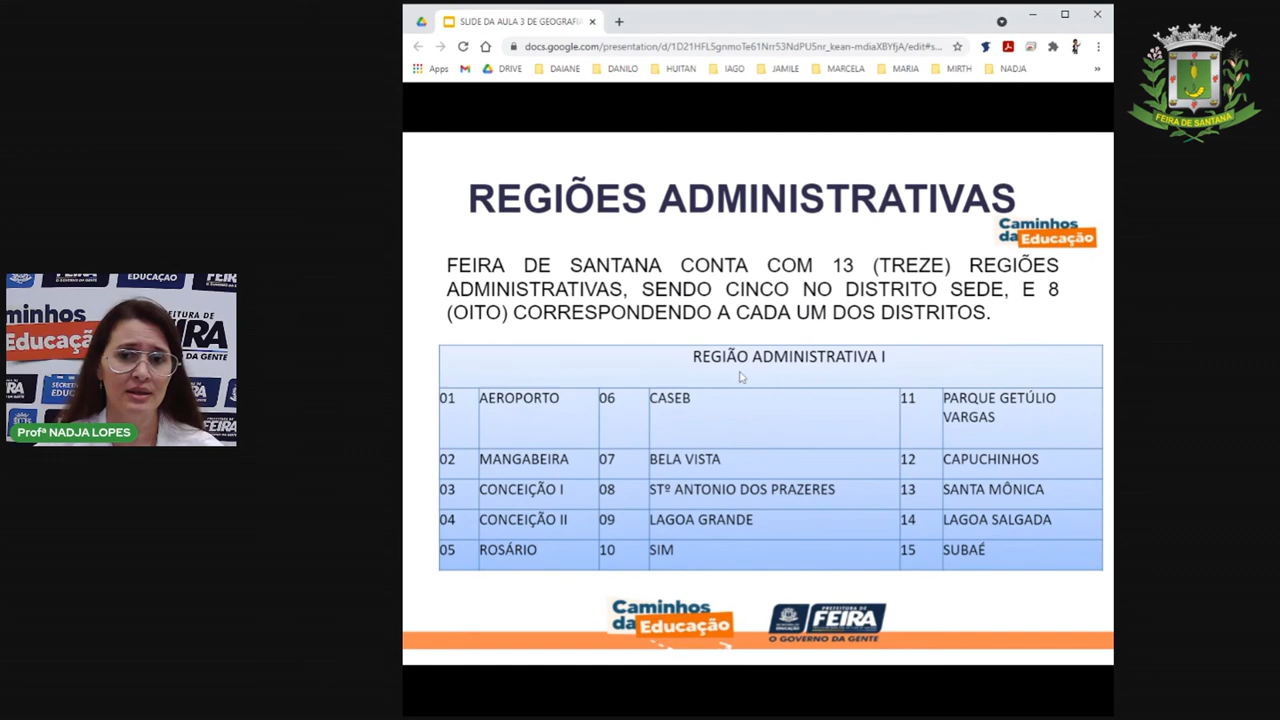 SLIDE DA AULA 3 DE GEOGRAFIA
docs.google.com/presentation/d/1D21HFLSgnmoTe61Nrr53NdPUSnr_kean-mdiaXBYfjA/edit#s...
Apps DRIVE DAIANE DANILO HUITAN IAGO JAMILE MARCELA MARIA MIRTH NADJA »
FEIRA DE SANTANA
REGIÕES ADMINISTRATIVAS
Caminhos
da Educação
FEIRA DE SANTANA CONTA COM 13 (TREZE) REGIÕES
ADMINISTRATIVAS, SENDO CINCO NO DISTRITO SEDE, E 8
(OITO) CORRESPONDENDO A CADA UM DOS DISTRITOS.
REGIÃO ADMINISTRATIVA I
01 AEROPORTO 06 CASEB 11 PARQUE GETÚLIO
VARGAS
02 MANGABEIRA 07 BELA VISTA 12 CAPUCHINHOS
03 CONCEIÇÃO I 08 STº ANTONIO DOS PRAZERES 13 SANTA MÔNICA
04 CONCEIÇÃO II 09 LAGOA GRANDE 14 LAGOA SALGADA
05 ROSÁRIO 10 SIM 15 SUBAÉ
Caminhos
da Educação
PREFEITURA DE
FEIRA
O GOVERNO DA GENTE
EDUCAÇÃO
FEIRA
minhos
Educação
DA GENTE
Profª NADJA LOPES